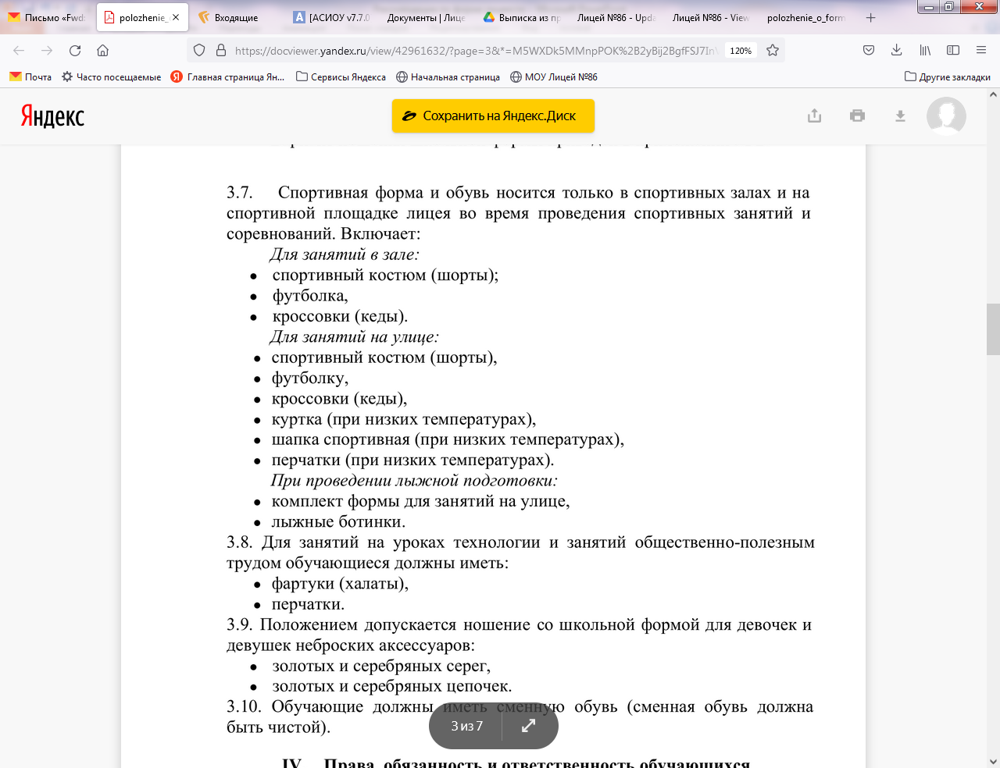 Письмо «Fwd:
polozhenie_o
Входящие
[АСИОУ v7.7.0
Документы | Лице
Выписка из пр
Лицей №86 - Upda
Лицей №86 - View
polozhenie_o_form
https://docviewer.yandex.ru/view/42961632/?page=3&*=M5WXDk5MMnpPOK%2B2yBij2BgfFSJ7InV
120%
Почта
Часто посещаемые
Главная страница Ян...
Сервисы Яндекса
Начальная страница
МОУ Лицей №86
Другие закладки
Яндекс
Сохранить на Яндекс.Диск
3.7. Спортивная форма и обувь носится только в спортивных залах и на
спортивной площадке лицея во время проведения спортивных занятий и
соревнований. Включает:
Для занятий в зале:
● спортивный костюм (шорты);
● футболка,
● кроссовки (кеды).
Для занятий на улице:
● спортивный костюм (шорты),
● футболку,
● кроссовки (кеды),
● куртка (при низких температурах),
● шапка спортивная (при низких температурах),
● перчатки (при низких температурах).
При проведении лыжной подготовки:
● комплект формы для занятий на улице,
● лыжные ботинки.
3.8. Для занятий на уроках технологии и занятий общественно-полезным
трудом обучающиеся должны иметь:
● фартуки (халаты),
● перчатки.
3.9. Положением допускается ношение со школьной формой для девочек и
девушек неброских аксессуаров:
● золотых и серебряных серег,
● золотых и серебряных цепочек.
3.10. Обучающие должны иметь сменную обувь (сменная обувь должна
быть чистой).
3 из 7
IV. Права, обязанность и ответственность обучающихся